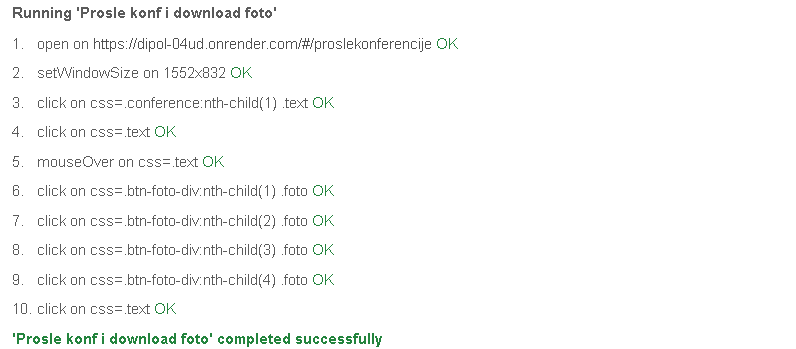 Running 'Prosle konf i download foto'
1. open on https://dipol-04ud.onrender.com/#/proslekonferencije OK
2. setWindowSize on 1552x832 OK
3. click on css=.conference:nth-child(1) .text OK
4. click on css=.text OK
5. mouseOver on css=.text OK
6. click on css=.btn-foto-div:nth-child(1) .foto OK
7. click on css=.btn-foto-div:nth-child(2) .foto OK
8. click on css=.btn-foto-div:nth-child(3) .foto OK
9. click on css=.btn-foto-div:nth-child(4) .foto OK
10. click on css=.text OK
'Prosle konf i download foto' completed successfully